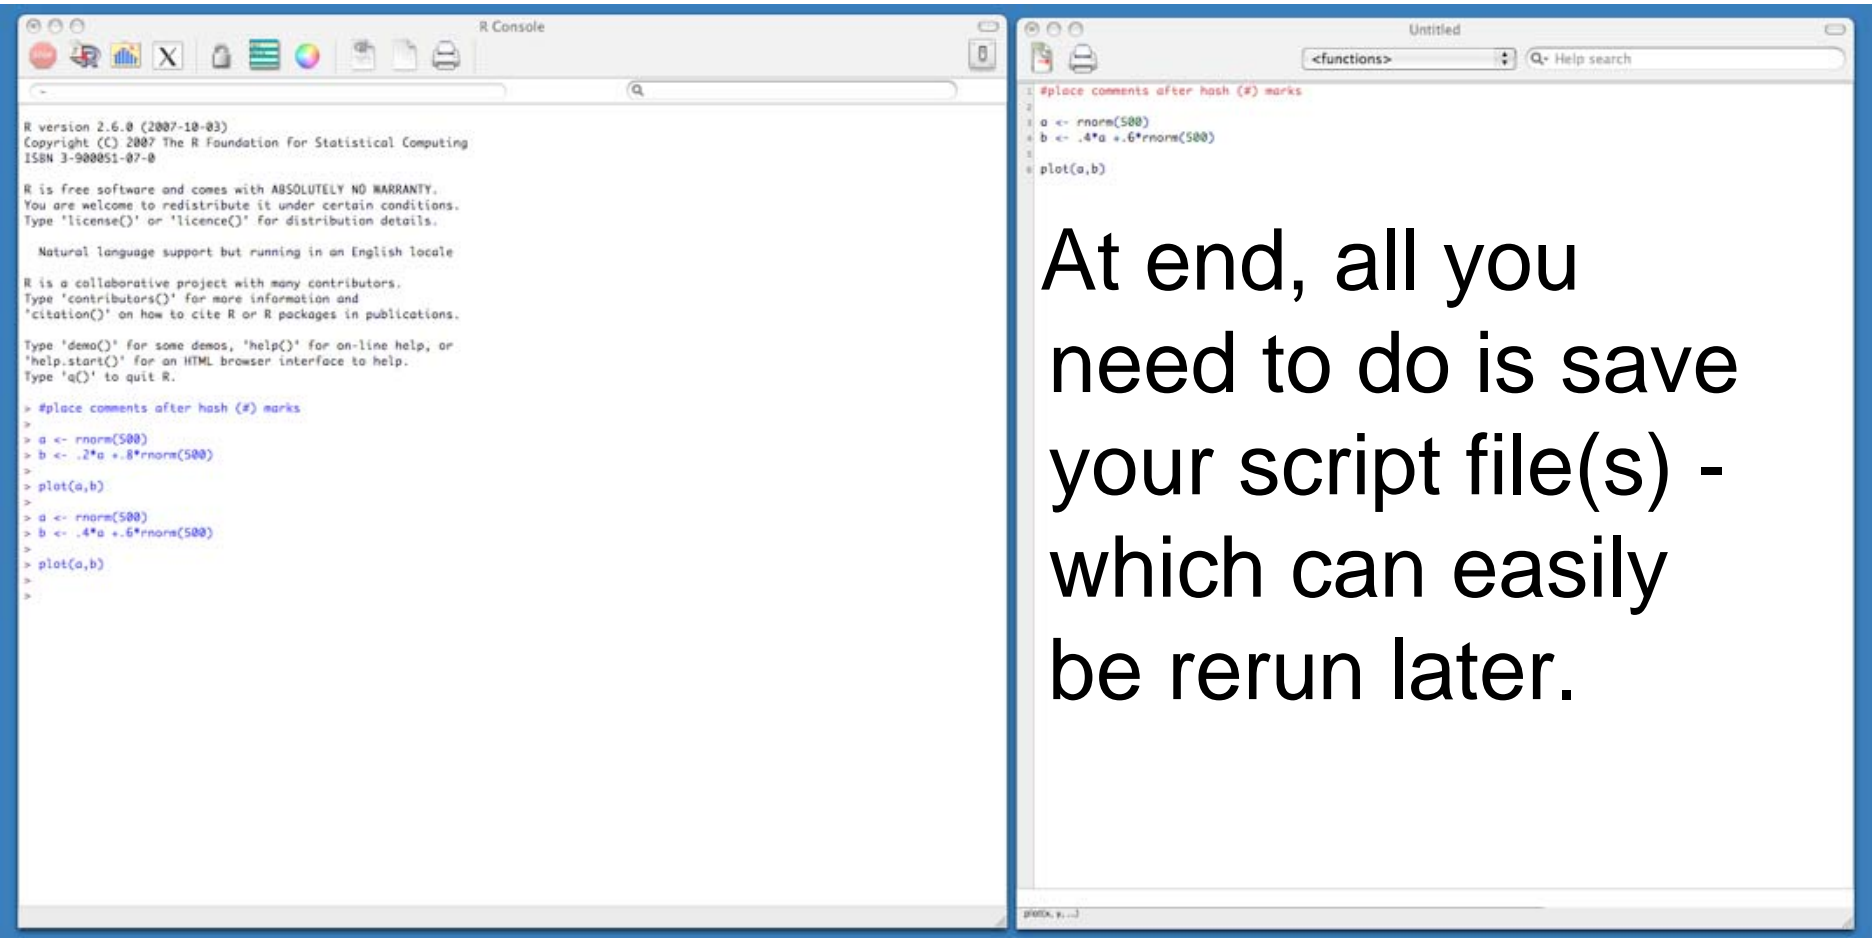 R Console
R version 2.6.0 (2007-10-03)
Copyright (C) 2007 The R Foundation for Statistical Computing
ISBN 3-900051-07-0
R is free software and comes with ABSOLUTELY NO WARRANTY.
You are welcome to redistribute it under certain conditions.
Type 'license()' or 'licence()' for distribution details.
Natural language support but running in an English locale
R is a collaborative project with many contributors.
Type 'contributors()' for more information and
'citation()' on how to cite R or R packages in publications.
Type 'demo()' for some demos, 'help()' for on-line help, or
'help.start()' for an HTML browser interface to help.
Type 'q()' to quit R.
> #place comments after hash (#) marks
>
> a <- rnorm(500)
> b <- .2*a +.8*rnorm(500)
>
> plot(a,b)
>
> a <- rnorm(500)
> b <- .4*a +.6*rnorm(500)
>
> plot(a,b)
>
>
Untitled
<functions>
Help search
1 #place comments after hash (#) marks
2
3 a <- rnorm(500)
4 b <- .4*a +.6*rnorm(500)
5
6 plot(a,b)
At end, all you
need to do is save
your script file(s) -
which can easily
be rerun later.
plot(x, y, ...)